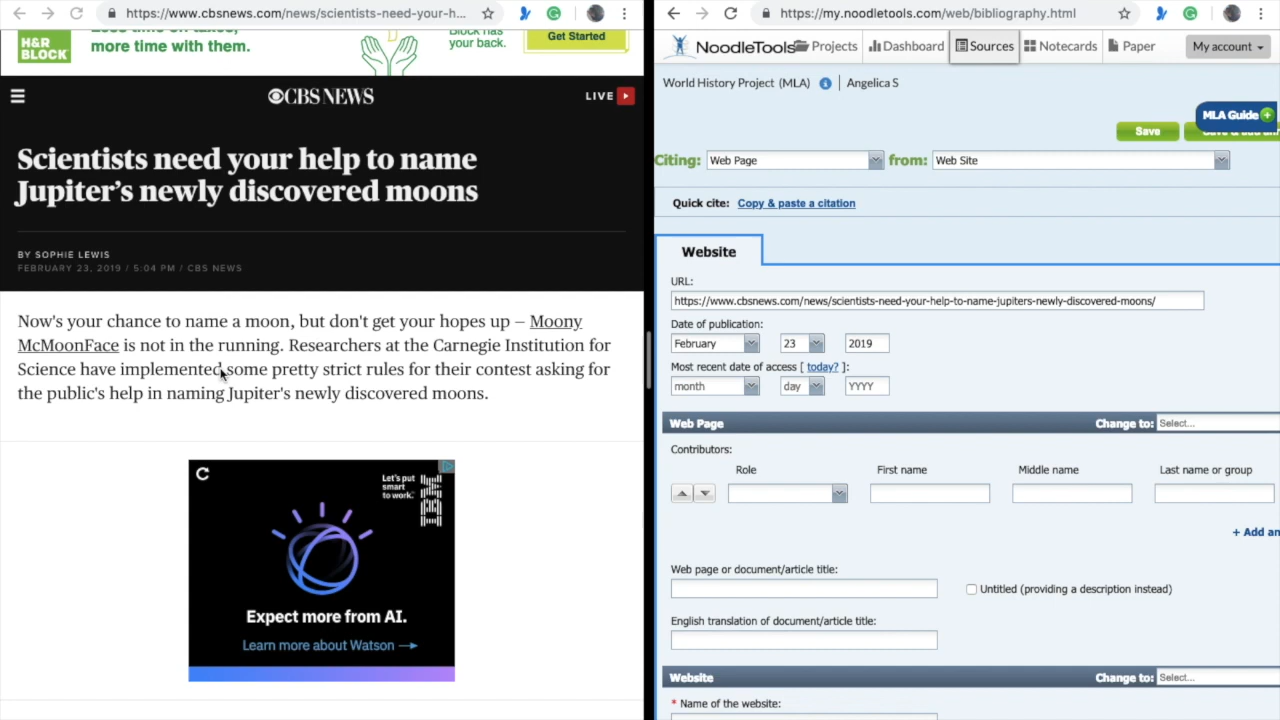 https://www.cbsnews.com/news/scientists-need-your-h...
H&R
BLOCK
more time with them.
Block has
your back.
Get Started
CBS NEWS
LIVE
Scientists need your help to name
Jupiter's newly discovered moons
BY SOPHIE LEWIS
FEBRUARY 23, 2019 / 5:04 PM / CBS NEWS
Now's your chance to name a moon, but don't get your hopes up — Moony
McMoonFace is not in the running. Researchers at the Carnegie Institution for
Science have implemented some pretty strict rules for their contest asking for
the public's help in naming Jupiter's newly discovered moons.
Let's put
smart
to work.
IBM
Expect more from AI.
Learn more about Watson →
https://my.noodletools.com/web/bibliography.html
NoodleTools
Projects
Dashboard
Sources
Notecards
Paper
My account
World History Project (MLA)
Angelica S
MLA Guide
Save
Citing: Web Page from: Web Site
Quick cite: Copy & paste a citation
Website
URL:
https://www.cbsnews.com/news/scientists-need-your-help-to-name-jupiters-newly-discovered-moons/
Date of publication:
February 23 2019
Most recent date of access [ today? ]:
month day YYYY
Web Page Change to: Select...
Contributors:
Role First name Middle name Last name or group
+ Add an
Web page or document/article title:
Untitled (providing a description instead)
English translation of document/article title:
Website Change to: Select...
* Name of the website: